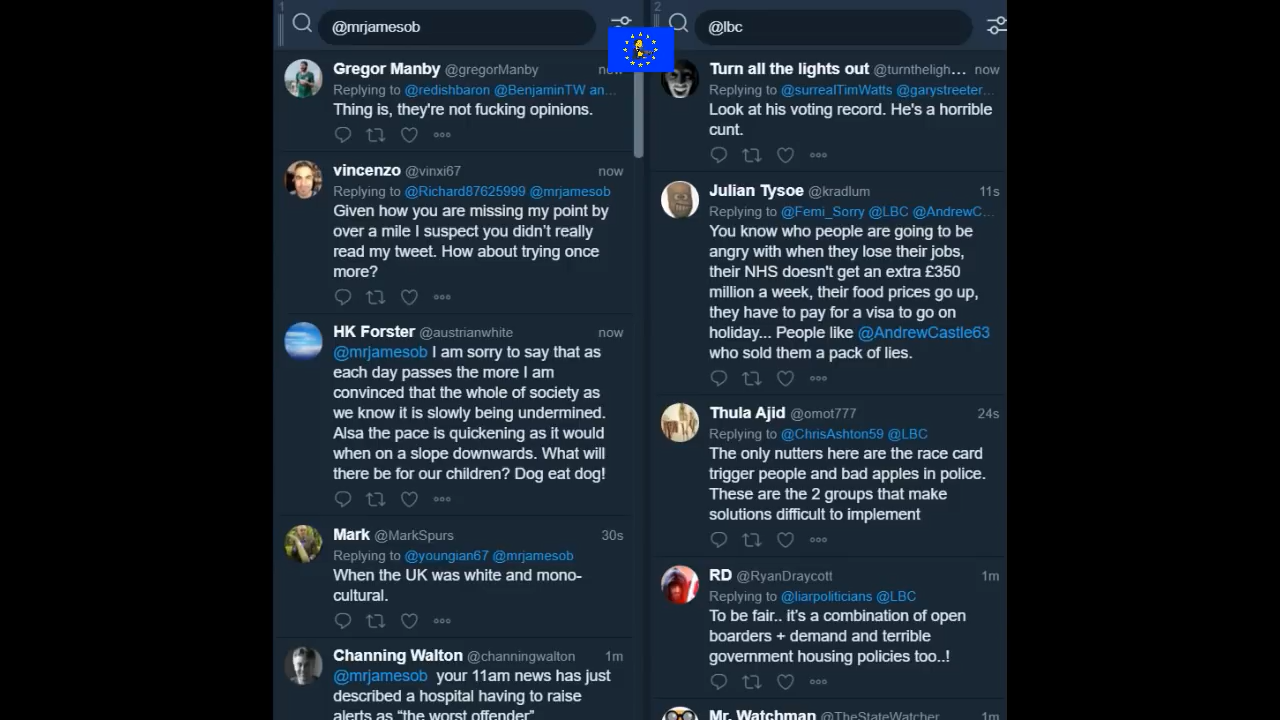 1
@mrjamesob
Gregor Manby @gregorManby now
Replying to @redishbaron @BenjaminTW an...
Thing is, they're not fucking opinions.
vincenzo @vinxi67 now
Replying to @Richard87625999 @mrjamesob
Given how you are missing my point by
over a mile I suspect you didn't really
read my tweet. How about trying once
more?
HK Forster @austrianwhite now
@mrjamesob I am sorry to say that as
each day passes the more I am
convinced that the whole of society as
we know it is slowly being undermined.
Alsa the pace is quickening as it would
when on a slope downwards. What will
there be for our children? Dog eat dog!
Mark @MarkSpurs 30s
Replying to @youngian67 @mrjamesob
When the UK was white and mono-
cultural.
Channing Walton @channingwalton 1m
@mrjamesob your 11am news has just
described a hospital having to raise
alerts as “the worst offender”
2
@lbc
Turn all the lights out @turntheligh... now
Replying to @surrealTimWatts @garystreeter...
Look at his voting record. He's a horrible
cunt.
Julian Tysoe @kradlum 11s
Replying to @Femi_Sorry @LBC @AndrewC...
You know who people are going to be
angry with when they lose their jobs,
their NHS doesn't get an extra £350
million a week, their food prices go up,
they have to pay for a visa to go on
holiday... People like @AndrewCastle63
who sold them a pack of lies.
Thula Ajid @omot777 24s
Replying to @ChrisAshton59 @LBC
The only nutters here are the race card
trigger people and bad apples in police.
These are the 2 groups that make
solutions difficult to implement
RD @RyanDraycott 1m
Replying to @liarpoliticians @LBC
To be fair.. it's a combination of open
boarders + demand and terrible
government housing policies too..!
Mr. Watchman @TheStateWatcher 1m